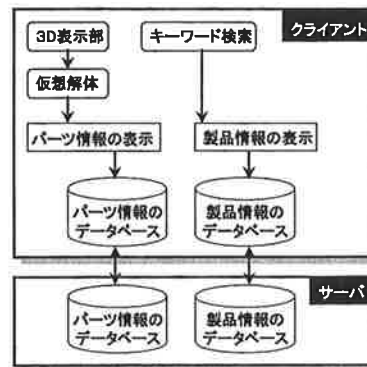 クライアント
3D表示部
キーワード検索
仮想解体
パーツ情報の表示
製品情報の表示
パーツ情報の
データベース
製品情報の
データベース
サーバ
パーツ情報の
データベース
製品情報の
データベース